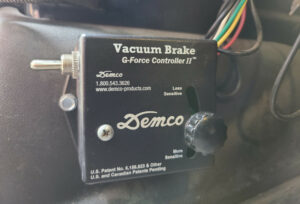 Vacuum Brake
G-Force Controller II™
Demco
1.800.543.3626
www.demco-products.com
Less
Sensitive
Demco
More
Sensitive
U.S. Patent No. 6,158,823 & Other
U.S. and Canadian Patents Pending